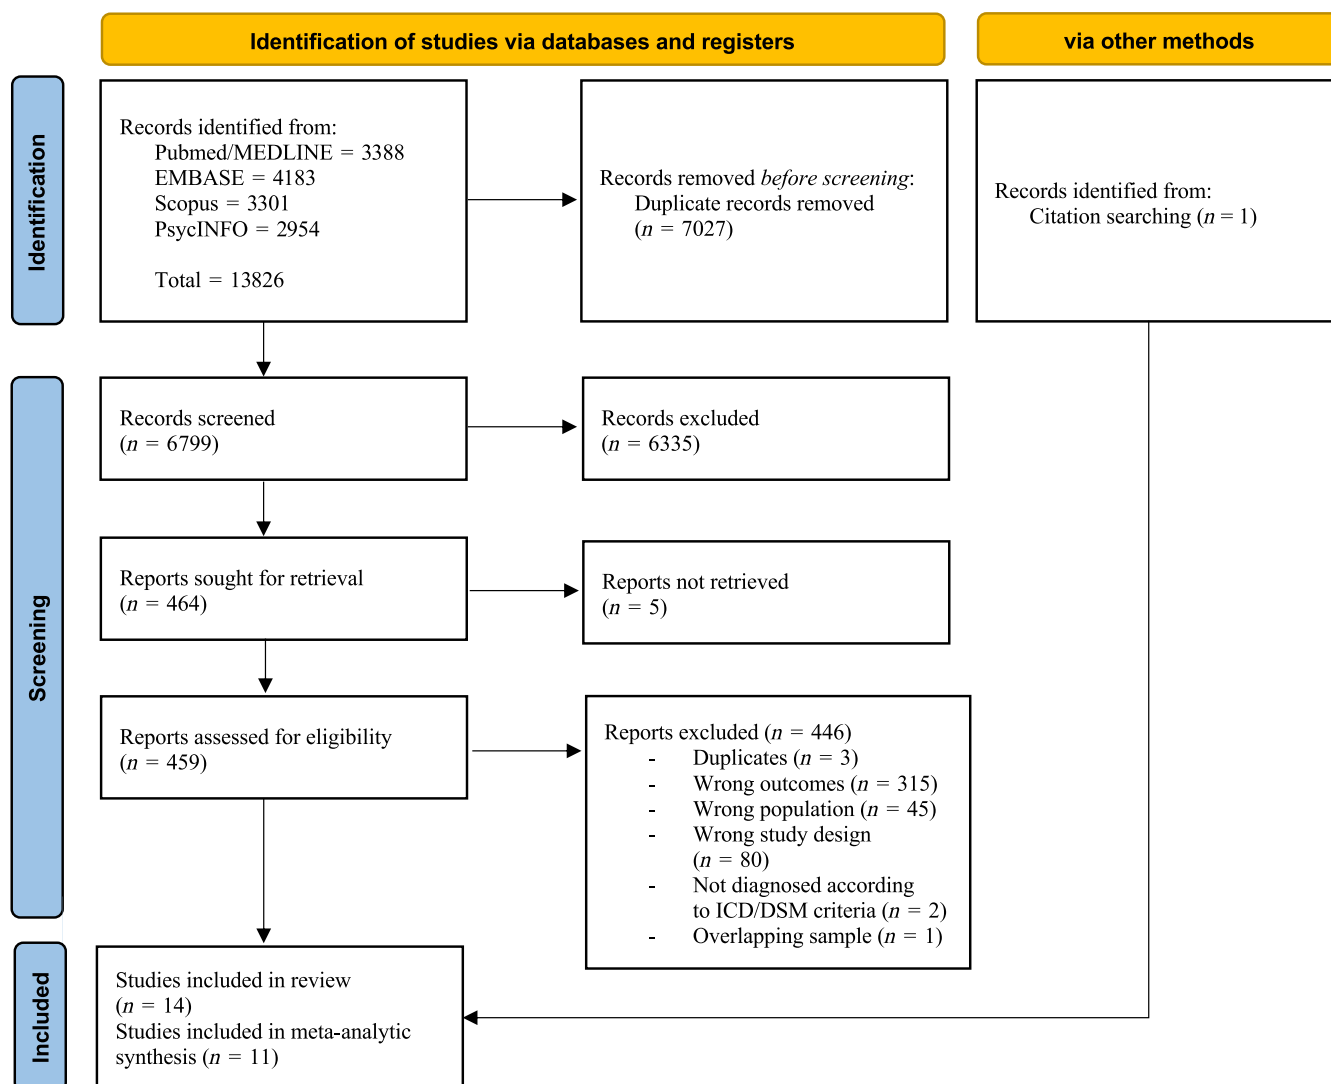 Identification of studies via databases and registers
via other methods
Identification
Records identified from:
Pubmed/MEDLINE = 3388
EMBASE = 4183
Scopus = 3301
PsycINFO = 2954
Total = 13826
Records removed before screening:
Duplicate records removed
(n = 7027)
Records identified from:
Citation searching (n = 1)
Screening
Records screened
(n = 6799)
Records excluded
(n = 6335)
Reports sought for retrieval
(n = 464)
Reports not retrieved
(n = 5)
Reports assessed for eligibility
(n = 459)
Reports excluded (n = 446)
- Duplicates (n = 3)
- Wrong outcomes (n = 315)
- Wrong population (n = 45)
- Wrong study design
(n = 80)
- Not diagnosed according
to ICD/DSM criteria (n = 2)
- Overlapping sample (n = 1)
Included
Studies included in review
(n = 14)
Studies included in meta-analytic
synthesis (n = 11)